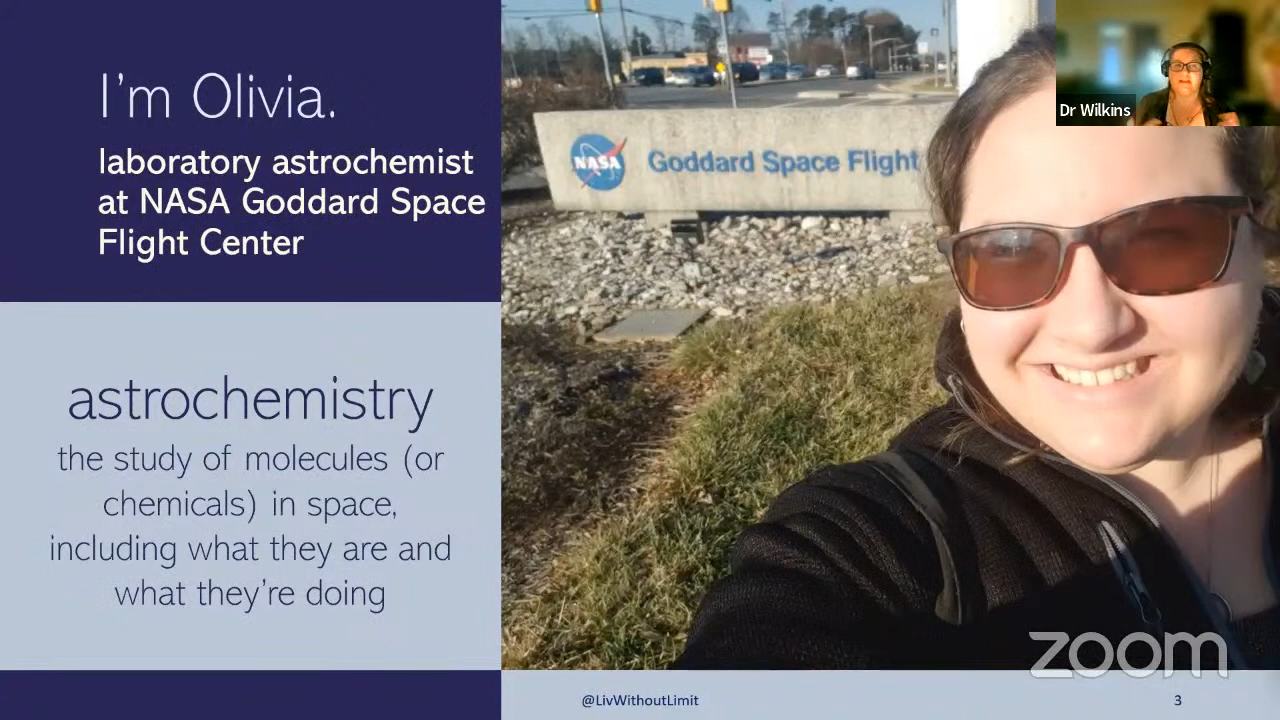 I'm Olivia.
laboratory astrochemist
at NASA Goddard Space
Flight Center
astrochemistry
the study of molecules (or
chemicals) in space,
including what they are and
what they're doing
NASA
Goddard Space Flight
Dr Wilkins
zoom
@LivWithoutLimit
3